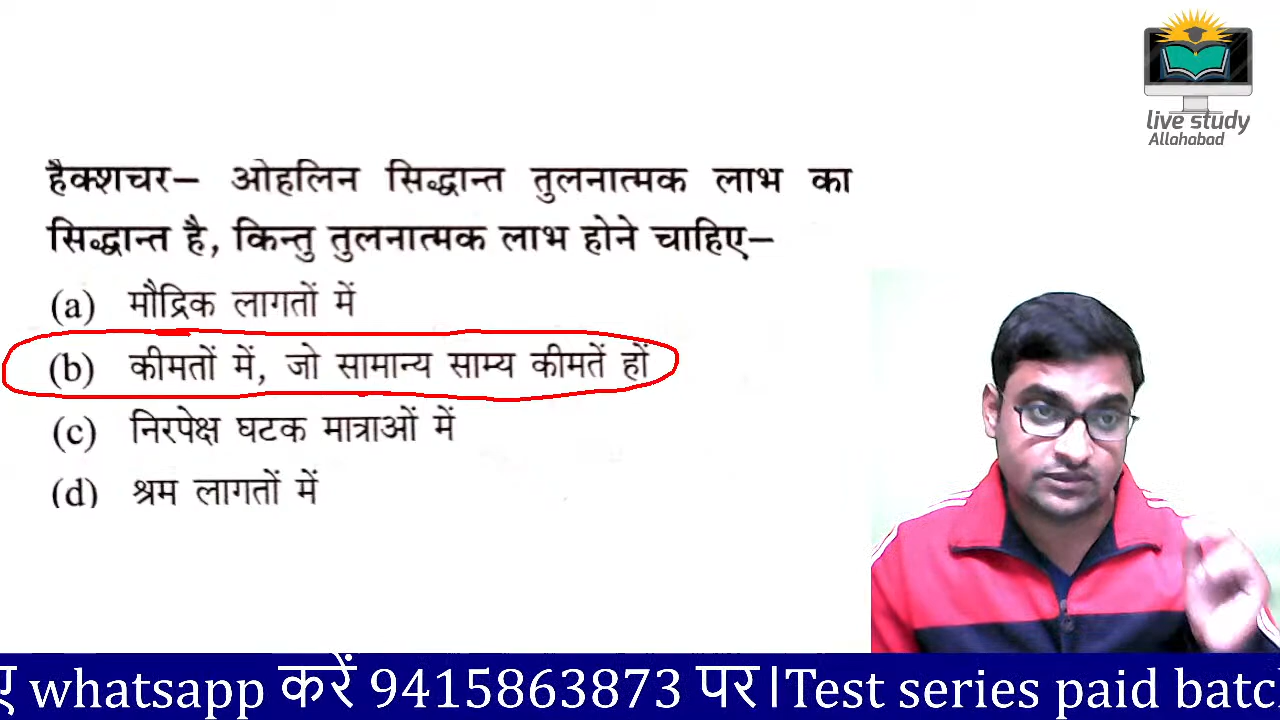 live study
Allahabad
हैक्शचर– ओहलिन सिद्धान्त तुलनात्मक लाभ का
सिद्धान्त है, किन्तु तुलनात्मक लाभ होने चाहिए–
(a) मौद्रिक लागतों में
(b) कीमतों में, जो सामान्य साम्य कीमतें हों
(c) निरपेक्ष घटक मात्राओं में
(d) श्रम लागतों में
ए whatsapp करें 9415863873 पर।Test series paid batc